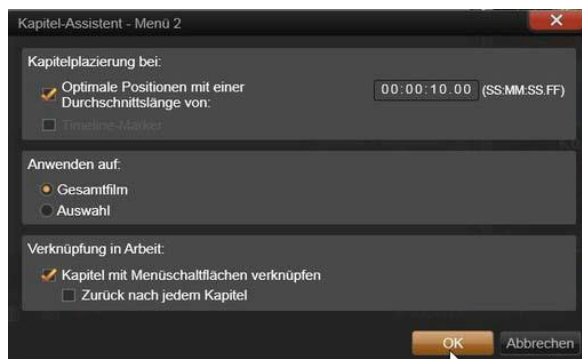 Kapitel-Assistent - Menü 2
Kapitelplazierung bei:
Optimale Positionen mit einer
Durchschnittslänge von:
00:00:10.00 (SS:MM:SS.FF)
Timeline-Marker
Anwenden auf:
Gesamtfilm
Auswahl
Verknüpfung in Arbeit:
Kapitel mit Menüschaltflächen verknüpfen
Zurück nach jedem Kapitel
OK Abbrechen